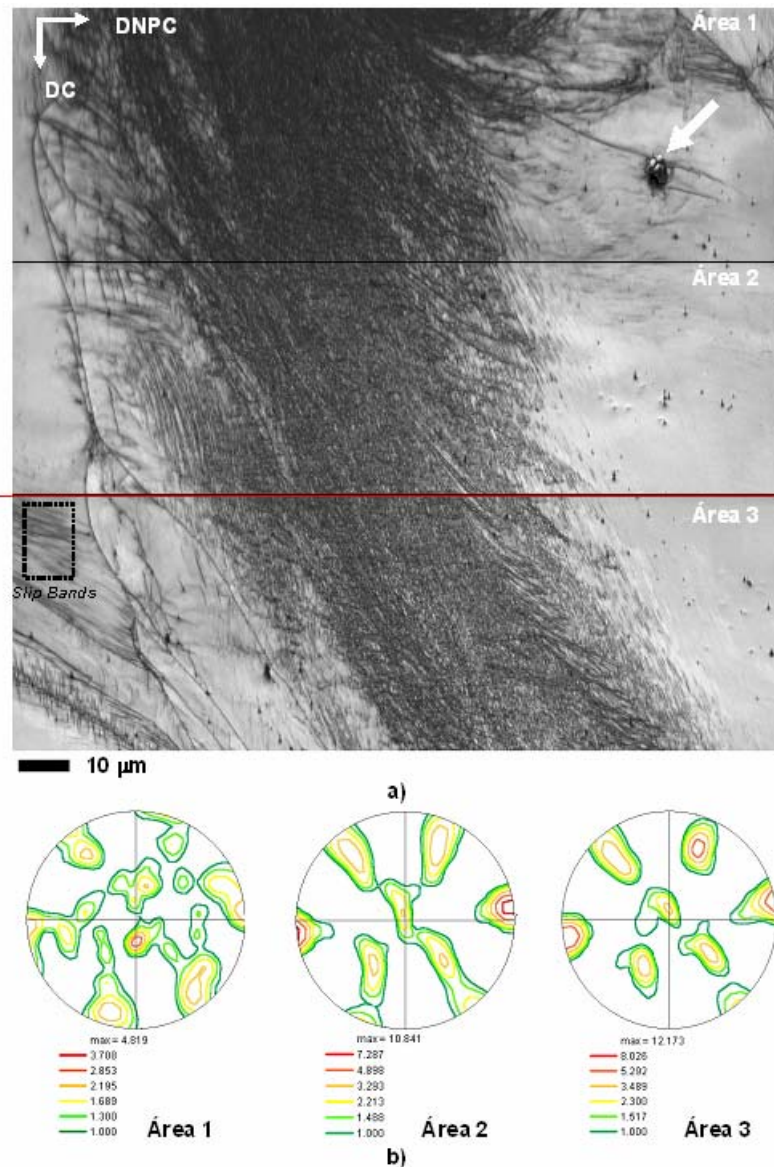 DNPC
Área 1
DC
Área 2
Área 3
Slip Bands
10 µm
a)
max = 4.819
3.708
2.853
2.195
1.689
1.300
1.000
Área 1
max = 10.841
7.287
4.898
3.293
2.213
1.488
1.000
Área 2
max = 12.173
8.026
5.292
3.489
2.300
1.517
1.000
Área 3
b)